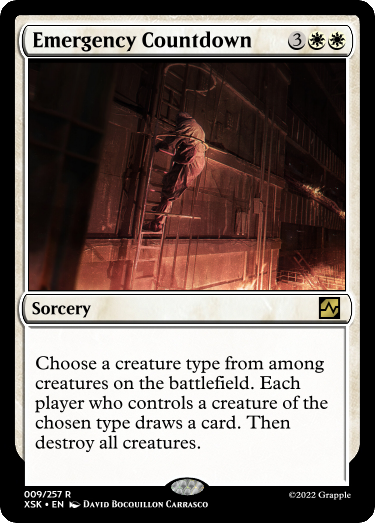 Emergency Countdown 3
Sorcery
Choose a creature type from among
creatures on the battlefield. Each
player who controls a creature of the
chosen type draws a card. Then
destroy all creatures.
009/257 R
XSK • EN David Bocouillon Carrasco
©2022 Grapple